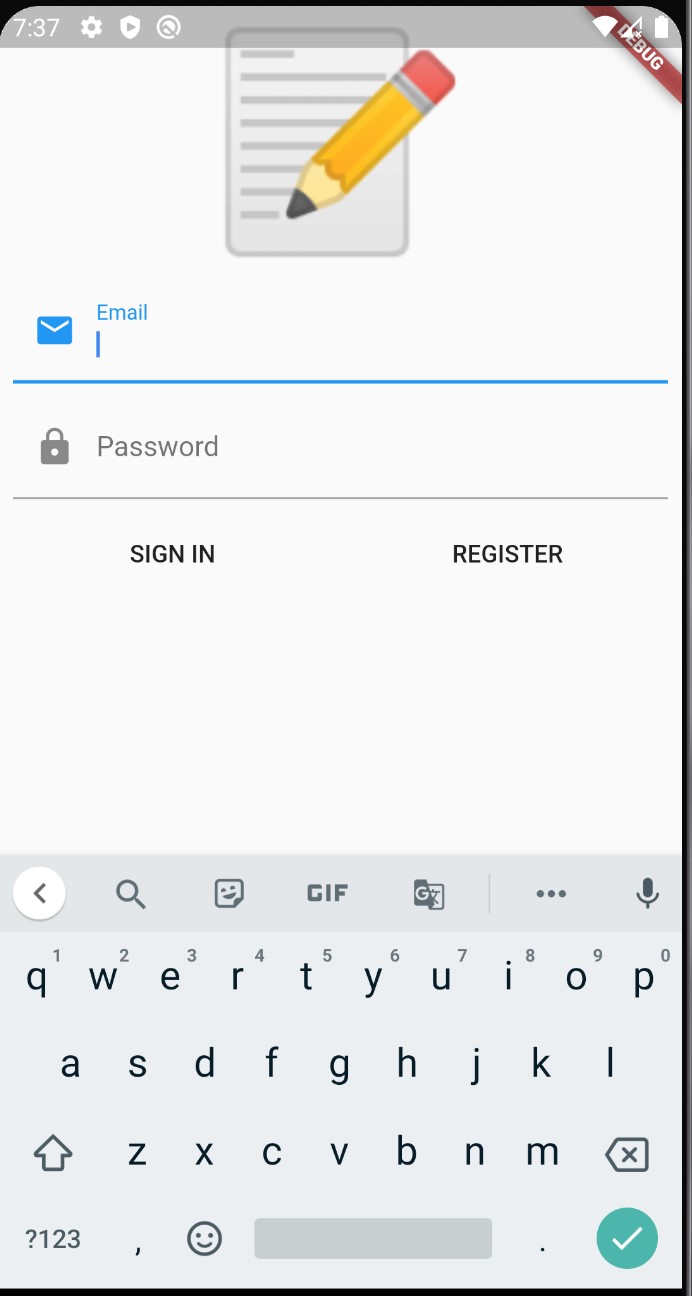 7:37
DEBUG
Email
Password
SIGN IN REGISTER
GIF G
1 2 3 4 5 6 7 8 9 0
q w e r t y u i o p
a s d f g h j k l
z x c v b n m
?123 , .